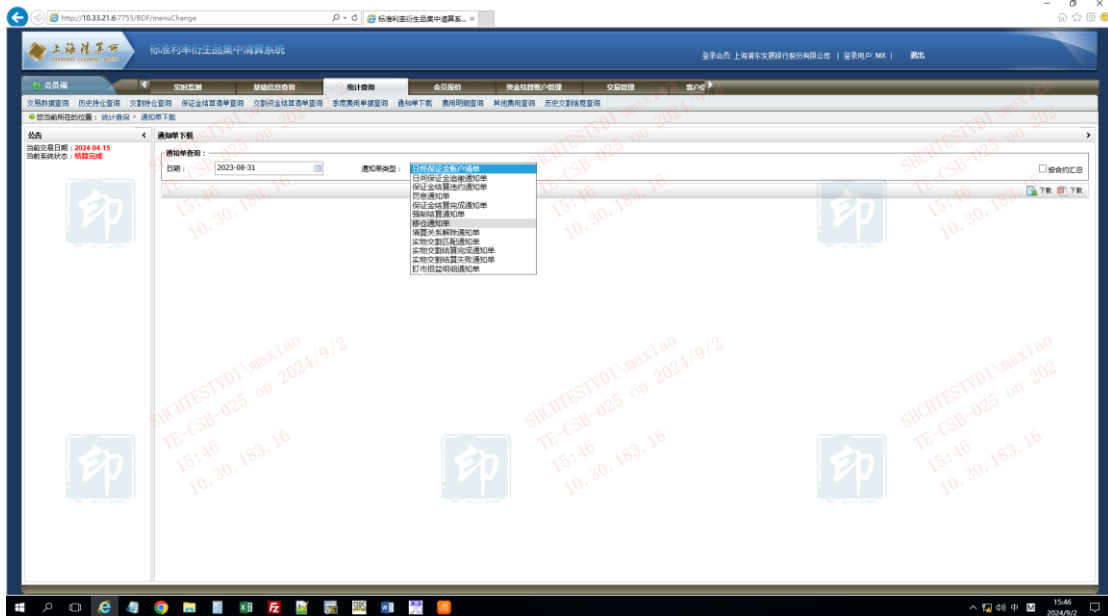 http://10.33.21.6:7755/BDF/menuChange
标准利率衍生品集中清算系...
上海清算所
SHANGHAI CLEARING HOUSE
标准利率衍生品集中清算系统
登录会员: 上海浦东发展银行股份有限公司 | 登录用户: MX | 退出
会员端
实时监测 基础信息查询 统计查询 会员报价 资金结算账户管理 交易管理
交易数据查询 历史持仓查询 交割持仓查询 保证金结算清单查询 交割资金结算清单查询 季度费用单据查询 通知单下载 费用明细查询 其他费用查询 历史交割信息查询
您当前所在的位置：统计查询 > 通知单下载
公告
通知单下载
当前交易日期：2024-04-15
当前系统状态：结算完成
通知单查询：
日期： 2023-08-31 通知单类型： 日终保证金账户清单
按合约汇总
日间保证金追缴通知单
保证金结算违约通知单
罚息通知单
保证金结算完成通知单
强制结算通知单
移仓通知单
清算关系解除通知单
实物交割匹配通知单
实物交割结算完成通知单
实物交割结算失败通知单
盯市损益明细通知单
下载 下载
SHCHTESTVDI\maxiao
TE-CSB-025 on 2024/9/2
15:46
10.30.183.16
印
中
M
15:46
2024/9/2